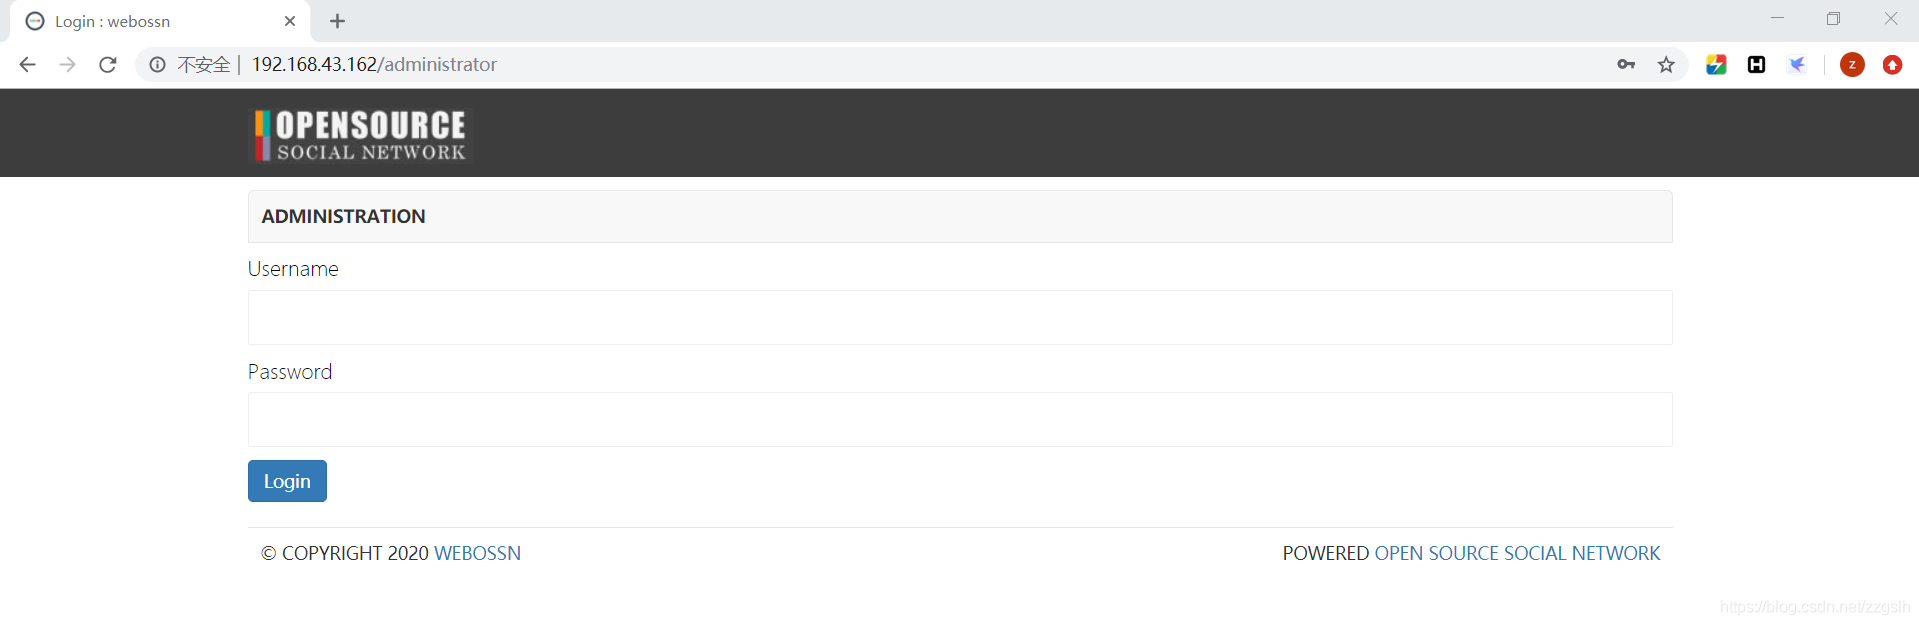 Login : webossn
不安全 | 192.168.43.162/administrator
z
OPENSOURCE
SOCIAL NETWORK
ADMINISTRATION
Username
Password
Login
© COPYRIGHT 2020 WEBOSSN
POWERED OPEN SOURCE SOCIAL NETWORK
https://blog.csdn.net/zzgslh